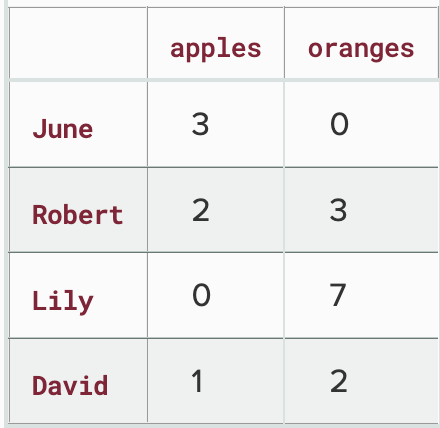 apples oranges
June 3 0
Robert 2 3
Lily 0 7
David 1 2